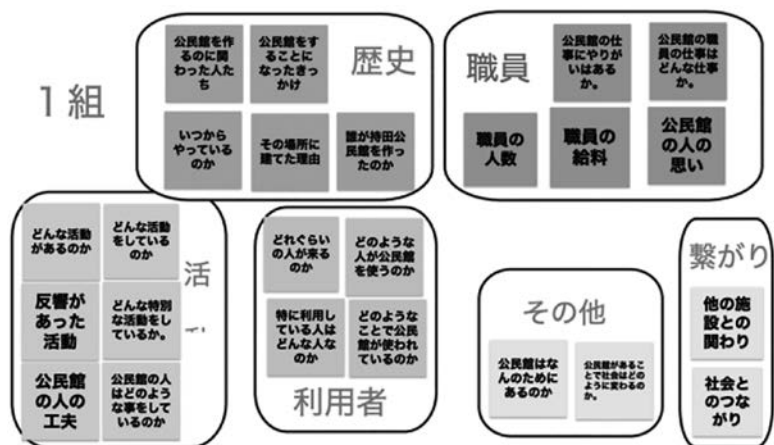 1組
公民館を作
るのに関
わった人た
ち
公民館をす
ることに
なったきっ
かけ
歴史
いつから
やっている
のか
その場所に
建てた理由
誰が持田公
民館を作っ
たのか
職員
公民館の仕
事にやりが
いはある
か。
公民館の職
員の仕事は
どんな仕事
か。
職員の
人数
職員の
給料
公民館
の人の
思い
どんな活動
があるのか
どんな活動
をしている
のか
活
反響が
あった
活動
どんな特別
な活動をし
ているか。
公民館
の人の
工夫
公民館の人
はどのよう
な事をして
いるのか
どれぐらい
の人が来る
のか
どのような
人が公民館
を使うのか
特に利用し
ている人は
どんな人な
のか
どのような
ことで公民
館が使われ
ているのか
利用者
その他
公民館はな
んのために
あるのか
公民館があるこ
とで社会はどの
ように変わるの
か。
繋がり
他の施
設との
関わり
社会と
のつな
がり